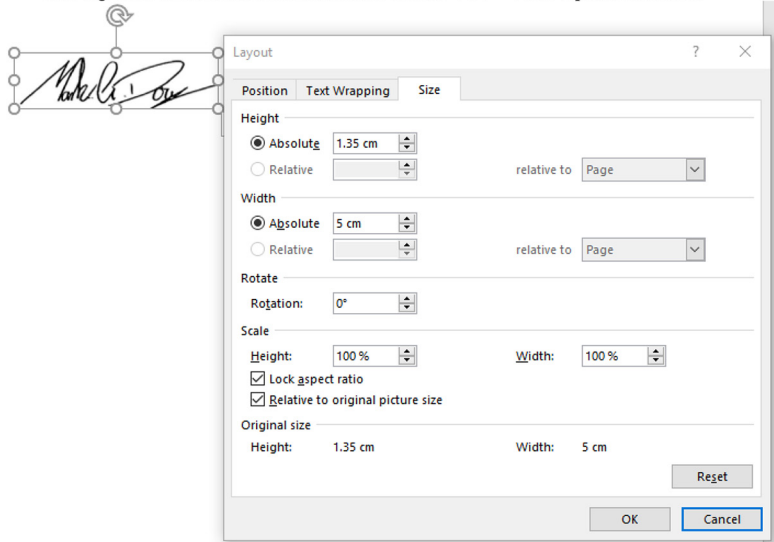 Layout ?
Position Text Wrapping Size
Height
Absolute 1.35 cm
Relative relative to Page
Width
Absolute 5 cm
Relative relative to Page
Rotate
Rotation: 0°
Scale
Height: 100 % Width: 100 %
Lock aspect ratio
Relative to original picture size
Original size
Height: 1.35 cm Width: 5 cm
Reset
OK Cancel